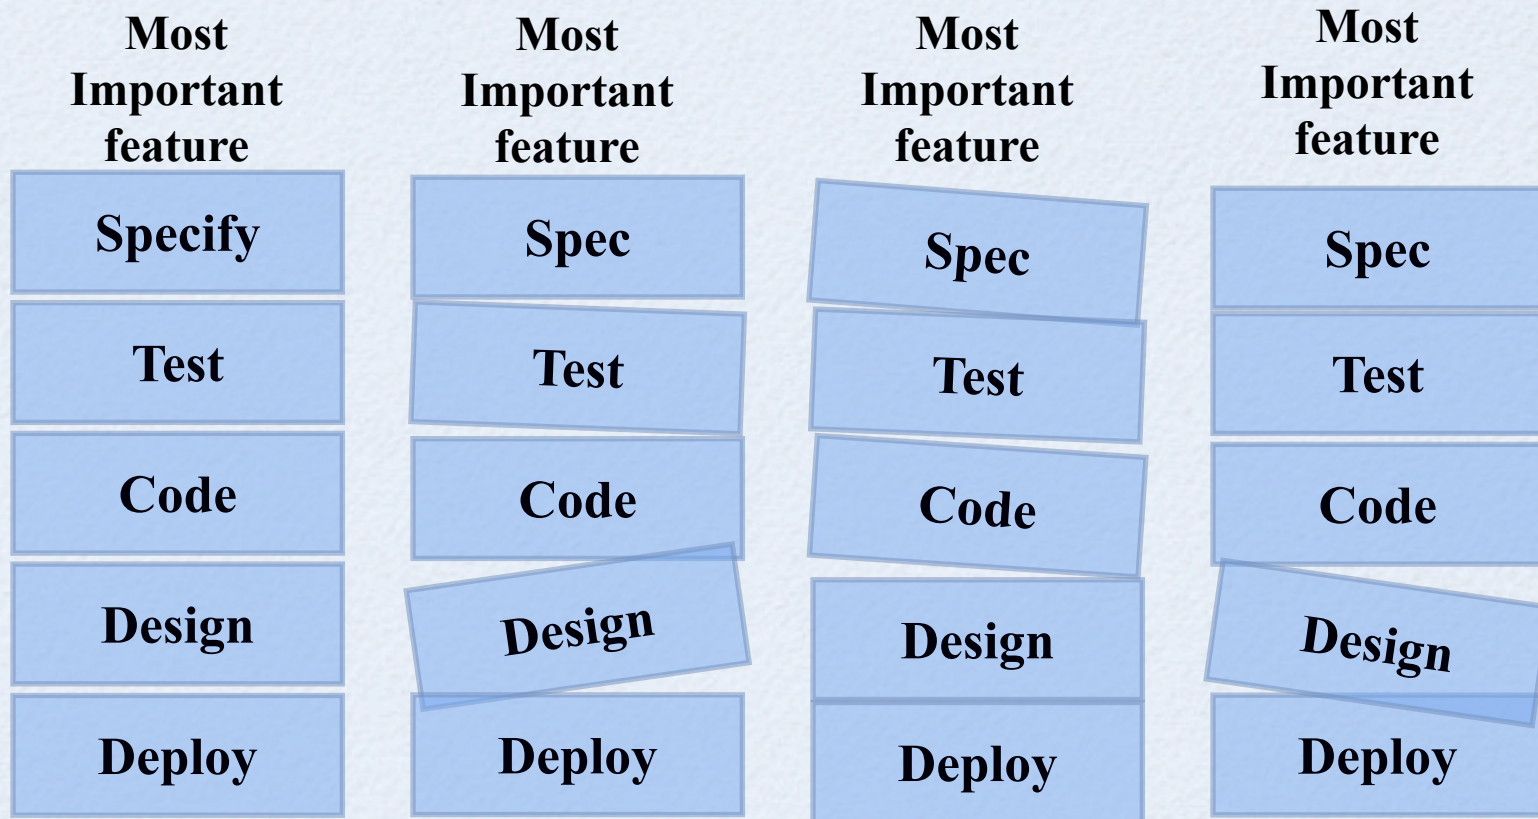 Most
Important
feature
Specify
Test
Code
Design
Deploy
Most
Important
feature
Spec
Test
Code
Design
Deploy
Most
Important
feature
Spec
Test
Code
Design
Deploy
Most
Important
feature
Spec
Test
Code
Design
Deploy